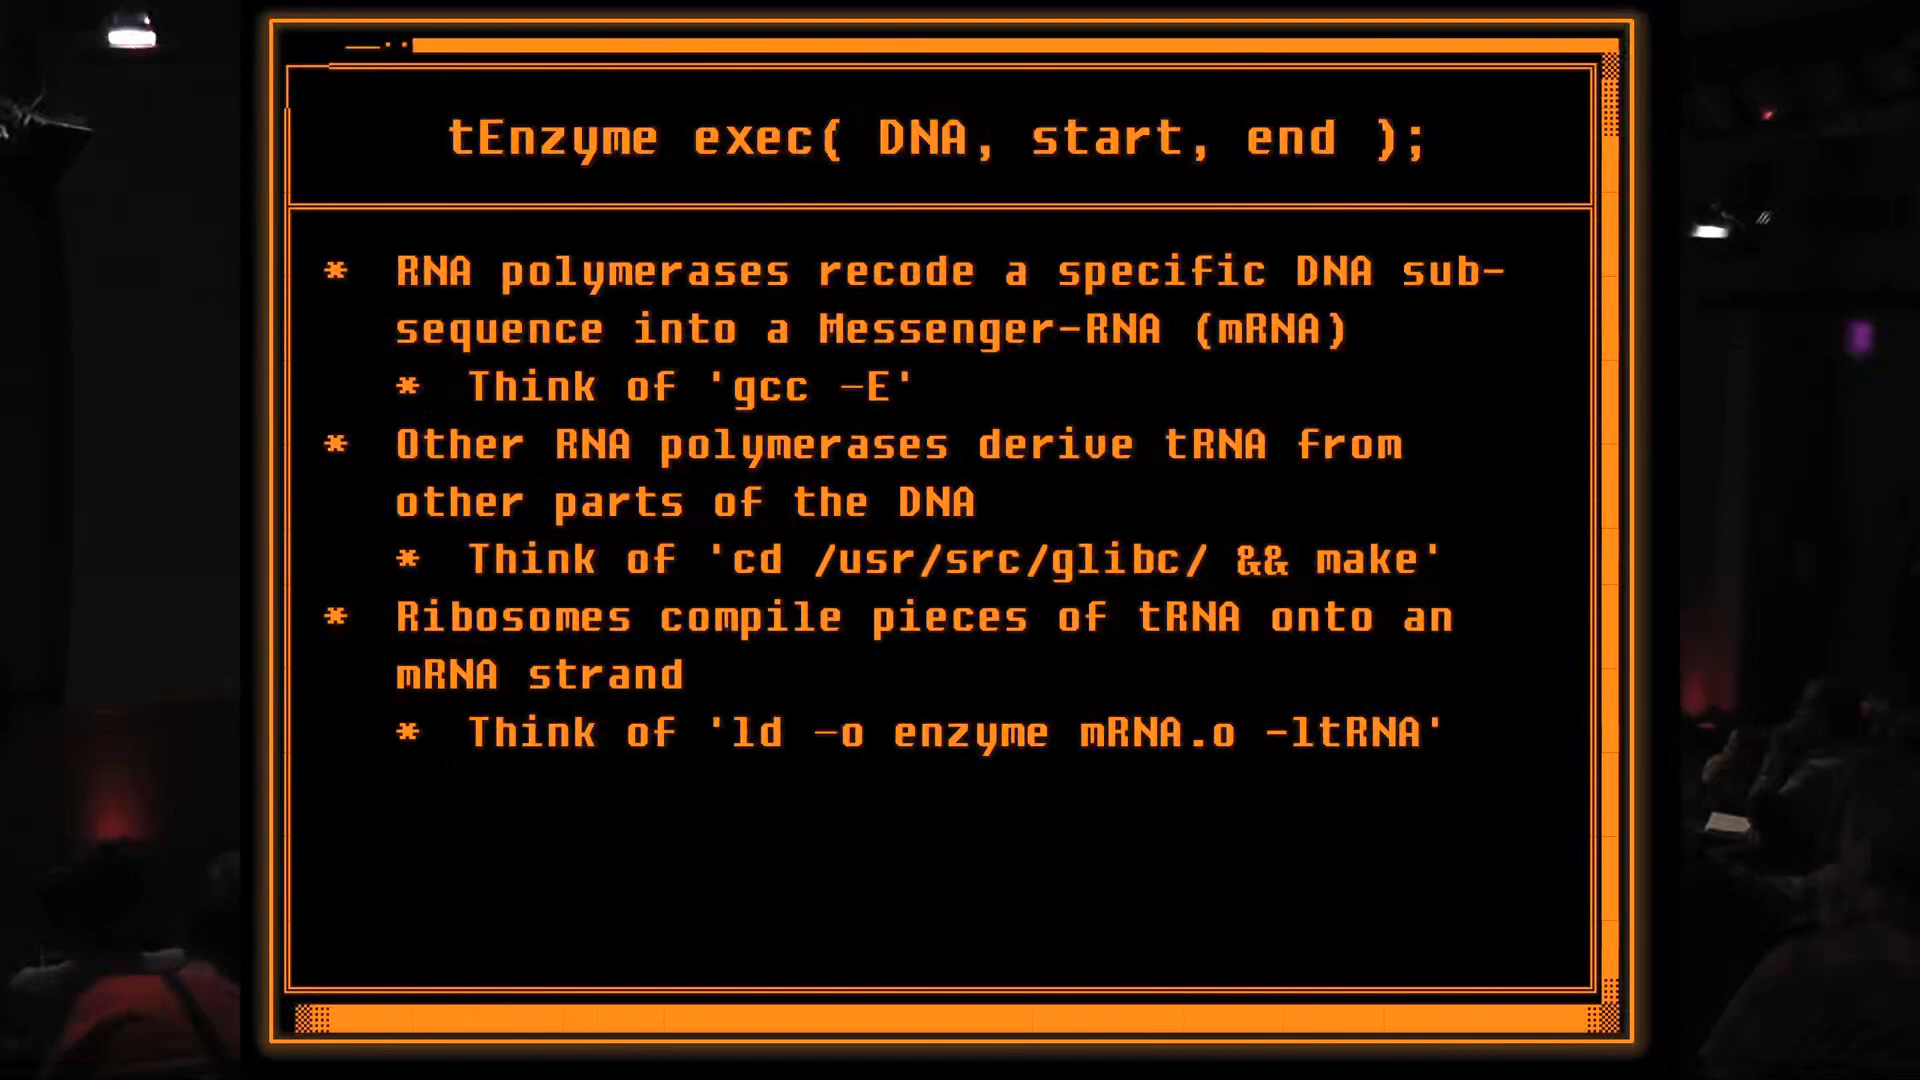 tEnzyme exec( DNA, start, end );
* RNA polymerases recode a specific DNA sub-
sequence into a Messenger-RNA (mRNA)
* Think of 'gcc -E'
* Other RNA polymerases derive tRNA from
other parts of the DNA
* Think of 'cd /usr/src/glibc/ && make'
* Ribosomes compile pieces of tRNA onto an
mRNA strand
* Think of 'ld -o enzyme mRNA.o -ltRNA'